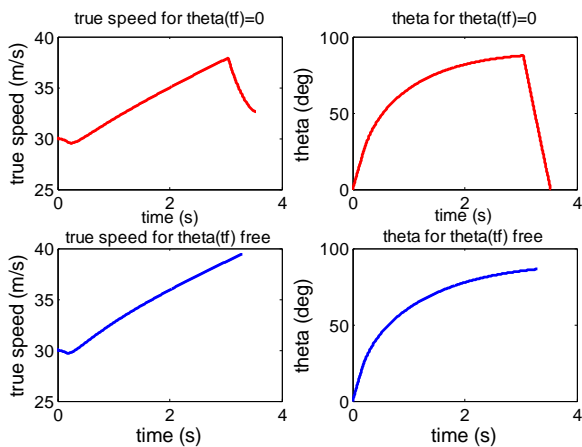 true speed for theta(tf)=0
theta for theta(tf)=0
true speed (m/s)
40
35
30
25
0
2
4
time (s)
theta (deg)
100
50
0
0
2
4
time (s)
true speed for theta(tf) free
theta for theta(tf) free
true speed (m/s)
40
35
30
25
0
2
4
time (s)
theta (deg)
100
50
0
0
2
4
time (s)